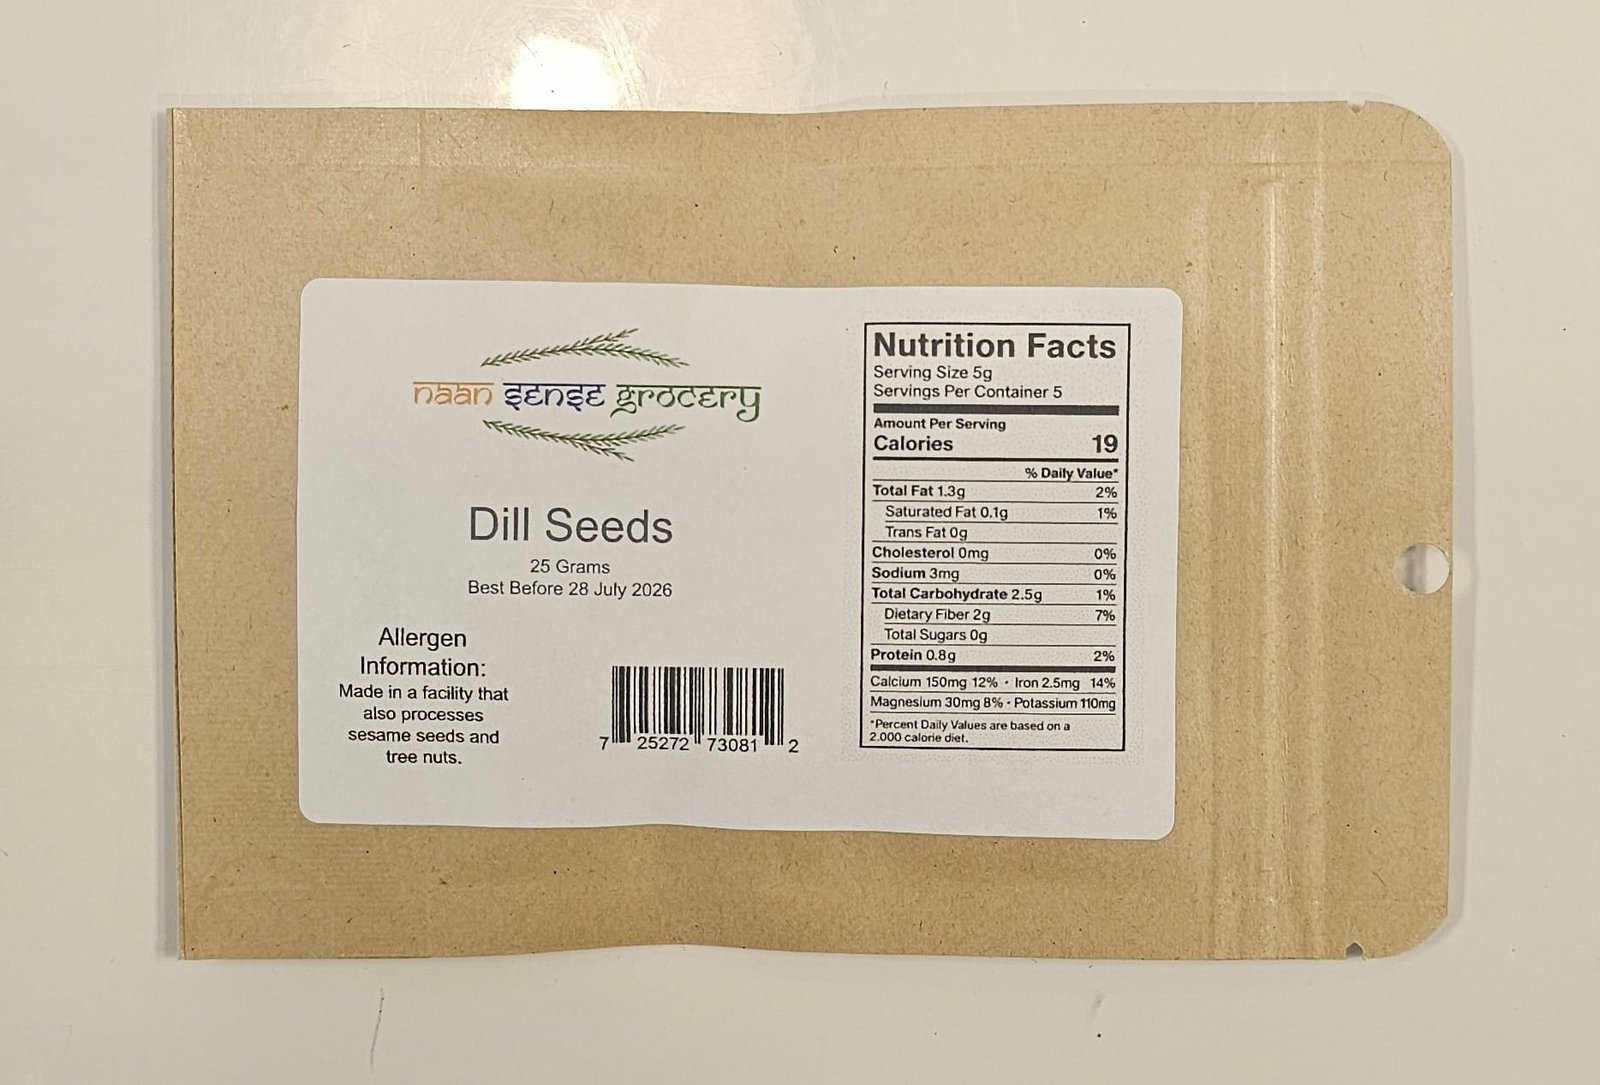 naan sense grocery
Dill Seeds
25 Grams
Best Before 28 July 2026
Allergen
Information:
Made in a facility that
also processes
sesame seeds and
tree nuts.
7 25272 73081 2
Nutrition Facts
Serving Size 5g
Servings Per Container 5
Amount Per Serving
Calories 19
% Daily Value*
Total Fat 1.3g 2%
Saturated Fat 0.1g 1%
Trans Fat 0g
Cholesterol 0mg 0%
Sodium 3mg 0%
Total Carbohydrate 2.5g 1%
Dietary Fiber 2g 7%
Total Sugars 0g
Protein 0.8g 2%
Calcium 150mg 12% · Iron 2.5mg 14%
Magnesium 30mg 8% · Potassium 110mg
*Percent Daily Values are based on a
2.000 calorie diet.